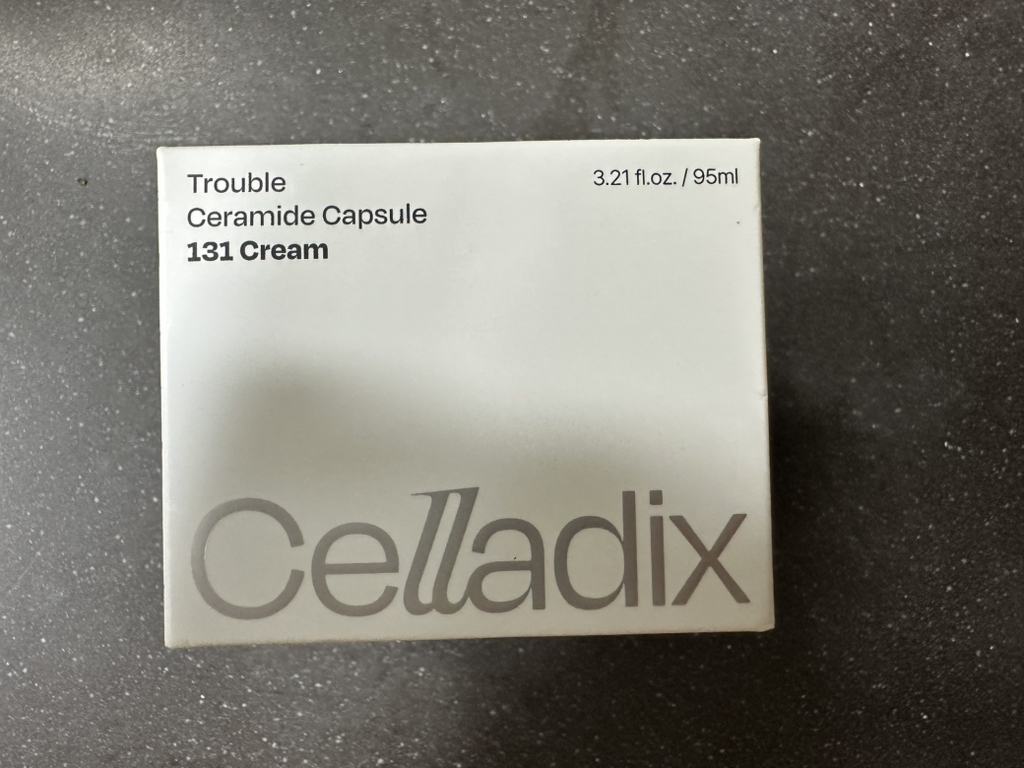 Trouble
Ceramide Capsule
131 Cream
3.21 fl.oz. / 95ml
Celladix